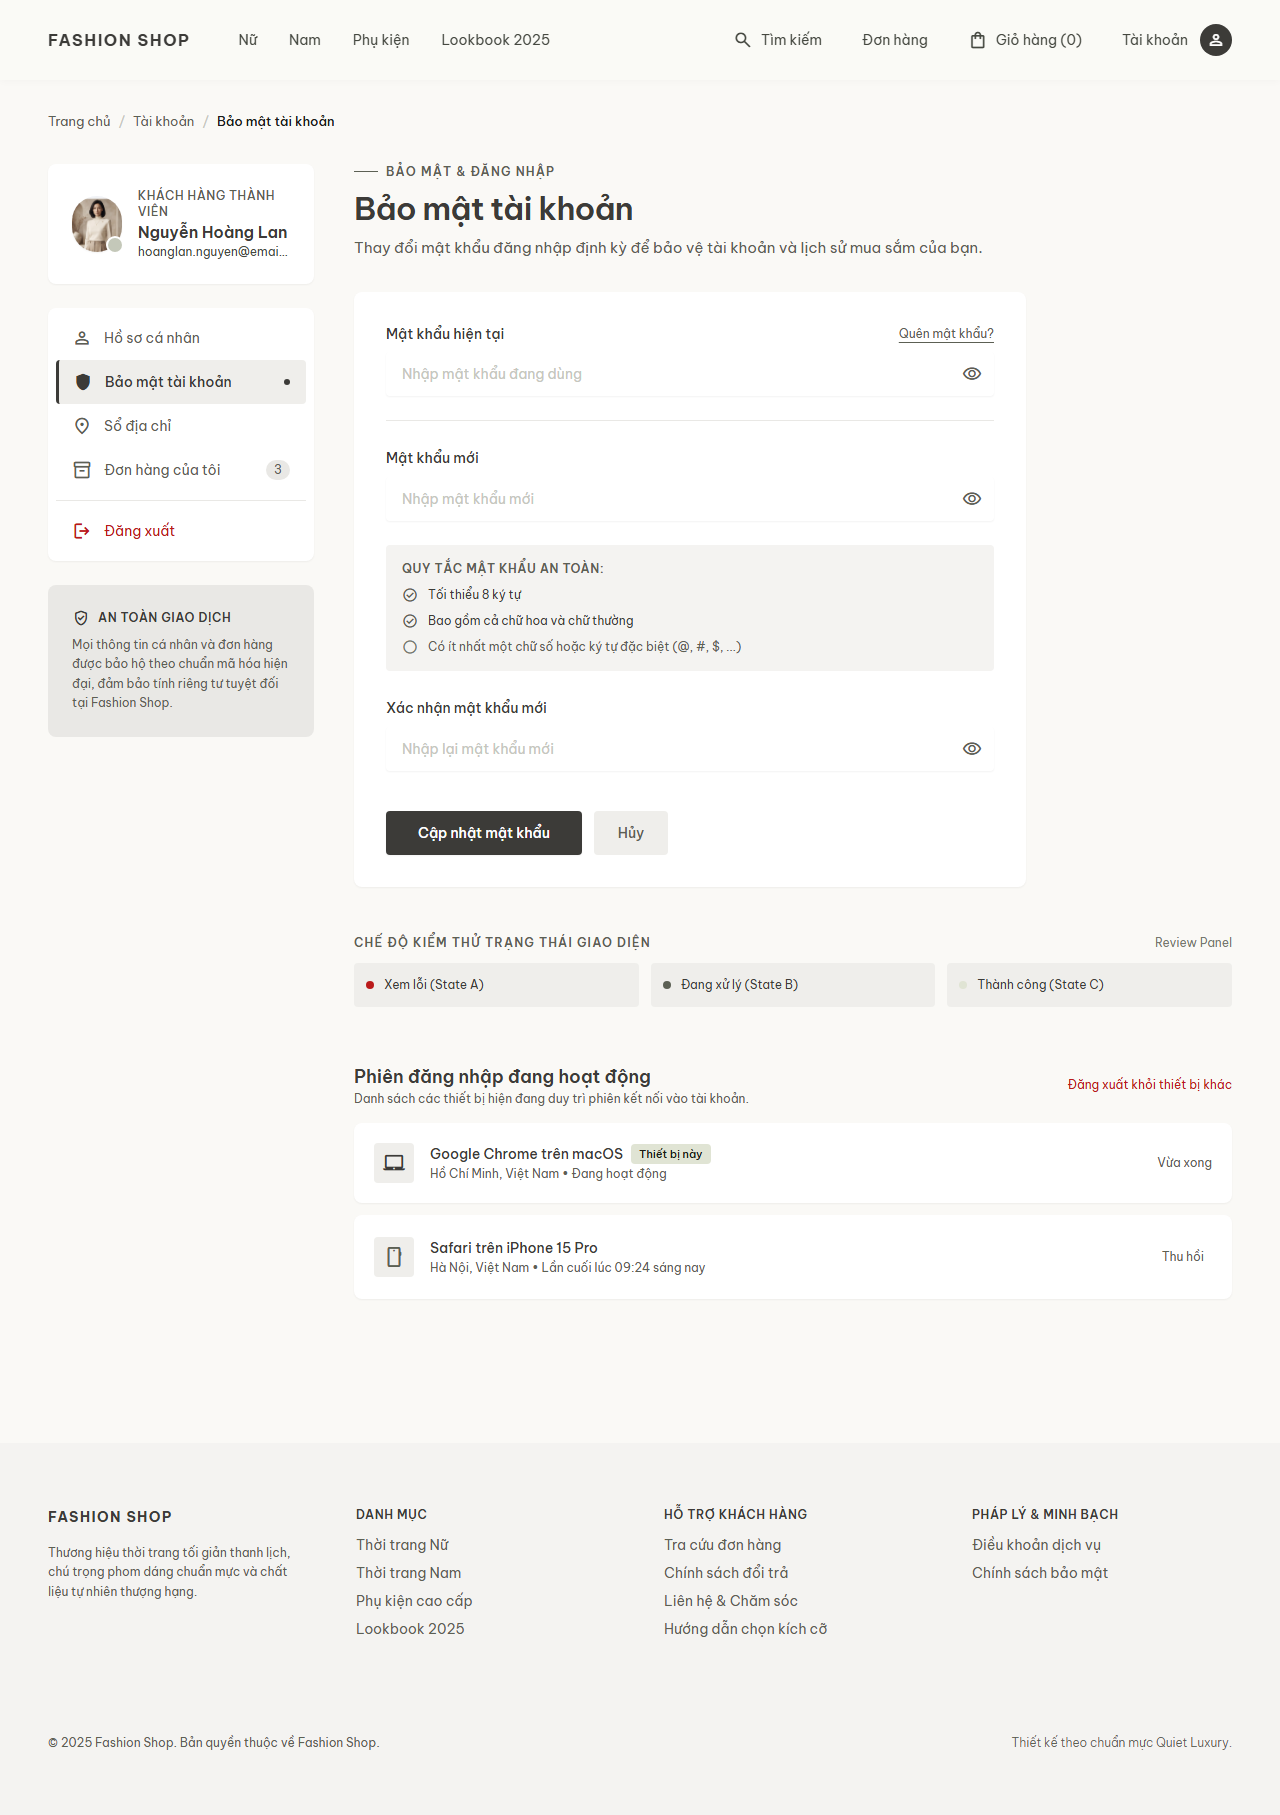 FASHION SHOP
Nữ
Nam
Phụ kiện
Lookbook 2025
Tìm kiếm
Đơn hàng
Giỏ hàng (0)
Tài khoản
Trang chủ / Tài khoản / Bảo mật tài khoản
KHÁCH HÀNG THÀNH
VIÊN
Nguyễn Hoàng Lan
hoanglan.nguyen@emai...
Hồ sơ cá nhân
Bảo mật tài khoản
Sổ địa chỉ
Đơn hàng của tôi
3
Đăng xuất
AN TOÀN GIAO DỊCH
Mọi thông tin cá nhân và đơn hàng
được bảo hộ theo chuẩn mã hóa hiện
đại, đảm bảo tính riêng tư tuyệt đối
tại Fashion Shop.
BẢO MẬT & ĐĂNG NHẬP
Bảo mật tài khoản
Thay đổi mật khẩu đăng nhập định kỳ để bảo vệ tài khoản và lịch sử mua sắm của bạn.
Mật khẩu hiện tại
Quên mật khẩu?
Nhập mật khẩu đang dùng
Mật khẩu mới
Nhập mật khẩu mới
QUY TẮC MẬT KHẨU AN TOÀN:
Tối thiểu 8 ký tự
Bao gồm cả chữ hoa và chữ thường
Có ít nhất một chữ số hoặc ký tự đặc biệt (@, #, $, ...)
Xác nhận mật khẩu mới
Nhập lại mật khẩu mới
Cập nhật mật khẩu
Hủy
CHẾ ĐỘ KIỂM THỬ TRẠNG THÁI GIAO DIỆN
Review Panel
Xem lỗi (State A)
Đang xử lý (State B)
Thành công (State C)
Phiên đăng nhập đang hoạt động
Danh sách các thiết bị hiện đang duy trì phiên kết nối vào tài khoản.
Đăng xuất khỏi thiết bị khác
Google Chrome trên macOS
Thiết bị này
Hồ Chí Minh, Việt Nam • Đang hoạt động
Vừa xong
Safari trên iPhone 15 Pro
Hà Nội, Việt Nam • Lần cuối lúc 09:24 sáng nay
Thu hồi
FASHION SHOP
Thương hiệu thời trang tối giản thanh lịch,
chú trọng phom dáng chuẩn mực và chất
liệu tự nhiên thượng hạng.
DANH MỤC
Thời trang Nữ
Thời trang Nam
Phụ kiện cao cấp
Lookbook 2025
HỖ TRỢ KHÁCH HÀNG
Tra cứu đơn hàng
Chính sách đổi trả
Liên hệ & Chăm sóc
Hướng dẫn chọn kích cỡ
PHÁP LÝ & MINH BẠCH
Điều khoản dịch vụ
Chính sách bảo mật
© 2025 Fashion Shop. Bản quyền thuộc về Fashion Shop.
Thiết kế theo chuẩn mực Quiet Luxury.